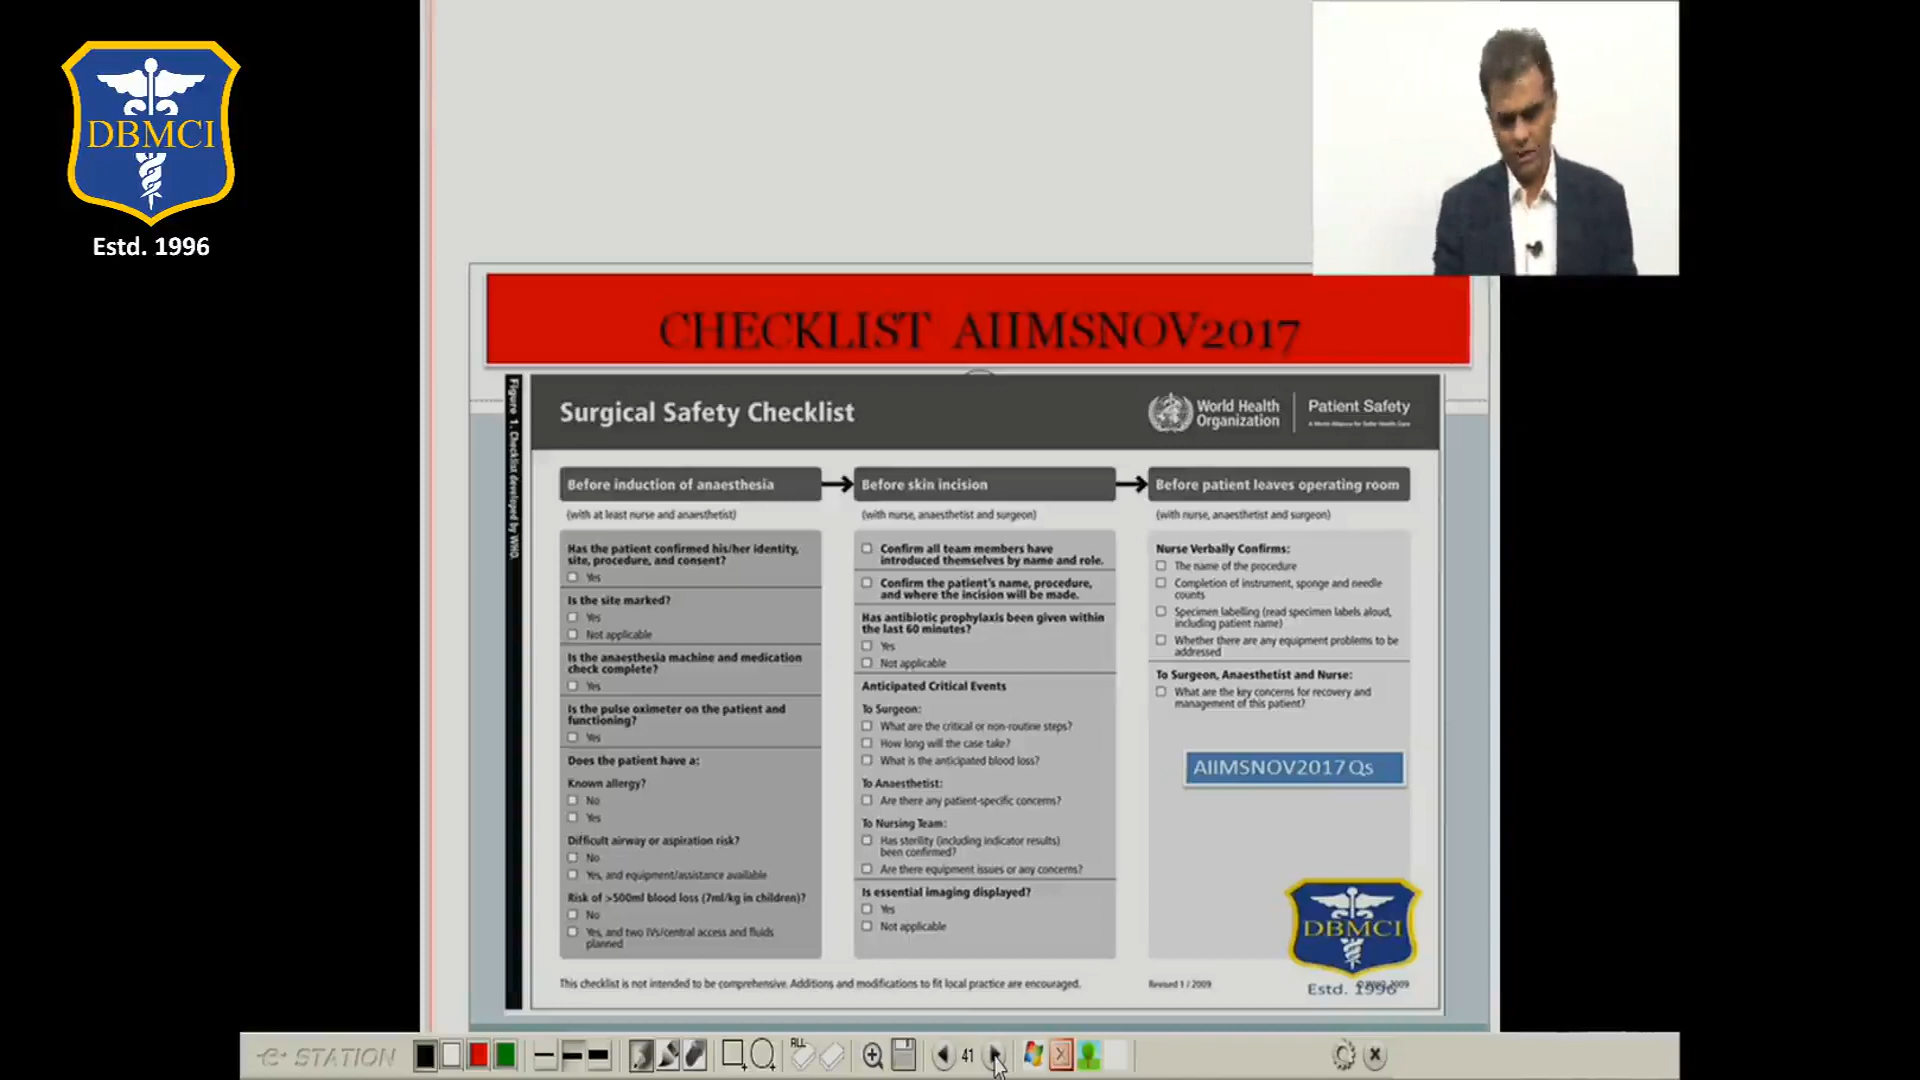 DBMCI
Estd. 1996
CHECKLIST AIIMSNOV2017
Figure 1. Checklist developed by WHO
Surgical Safety Checklist
World Health
Organization
Patient Safety
A World Alliance for Safer Health Care
Before induction of anaesthesia
(with at least nurse and anaesthetist)
Has the patient confirmed his/her identity,
site, procedure, and consent?
Yes
Is the site marked?
Yes
Not applicable
Is the anaesthesia machine and medication
check complete?
Yes
Is the pulse oximeter on the patient and
functioning?
Yes
Does the patient have a:
Known allergy?
No
Yes
Difficult airway or aspiration risk?
No
Yes, and equipment/assistance available
Risk of >500ml blood loss (7ml/kg in children)?
No
Yes, and two IVs/central access and fluids
planned
Before skin incision
(with nurse, anaesthetist and surgeon)
Confirm all team members have
introduced themselves by name and role.
Confirm the patient's name, procedure,
and where the incision will be made.
Has antibiotic prophylaxis been given within
the last 60 minutes?
Yes
Not applicable
Anticipated Critical Events
To Surgeon:
What are the critical or non-routine steps?
How long will the case take?
What is the anticipated blood loss?
To Anaesthetist:
Are there any patient-specific concerns?
To Nursing Team:
Has sterility (including indicator results)
been confirmed?
Are there equipment issues or any concerns?
Is essential imaging displayed?
Yes
Not applicable
Before patient leaves operating room
(with nurse, anaesthetist and surgeon)
Nurse Verbally Confirms:
The name of the procedure
Completion of instrument, sponge and needle
counts
Specimen labelling (read specimen labels aloud,
including patient name)
Whether there are any equipment problems to be
addressed
To Surgeon, Anaesthetist and Nurse:
What are the key concerns for recovery and
management of this patient?
AIIMSNOV2017 Qs
DBMCI
Estd. 1996
This checklist is not intended to be comprehensive. Additions and modifications to fit local practice are encouraged.
Revised 1 / 2009
e STATION
ALL
41